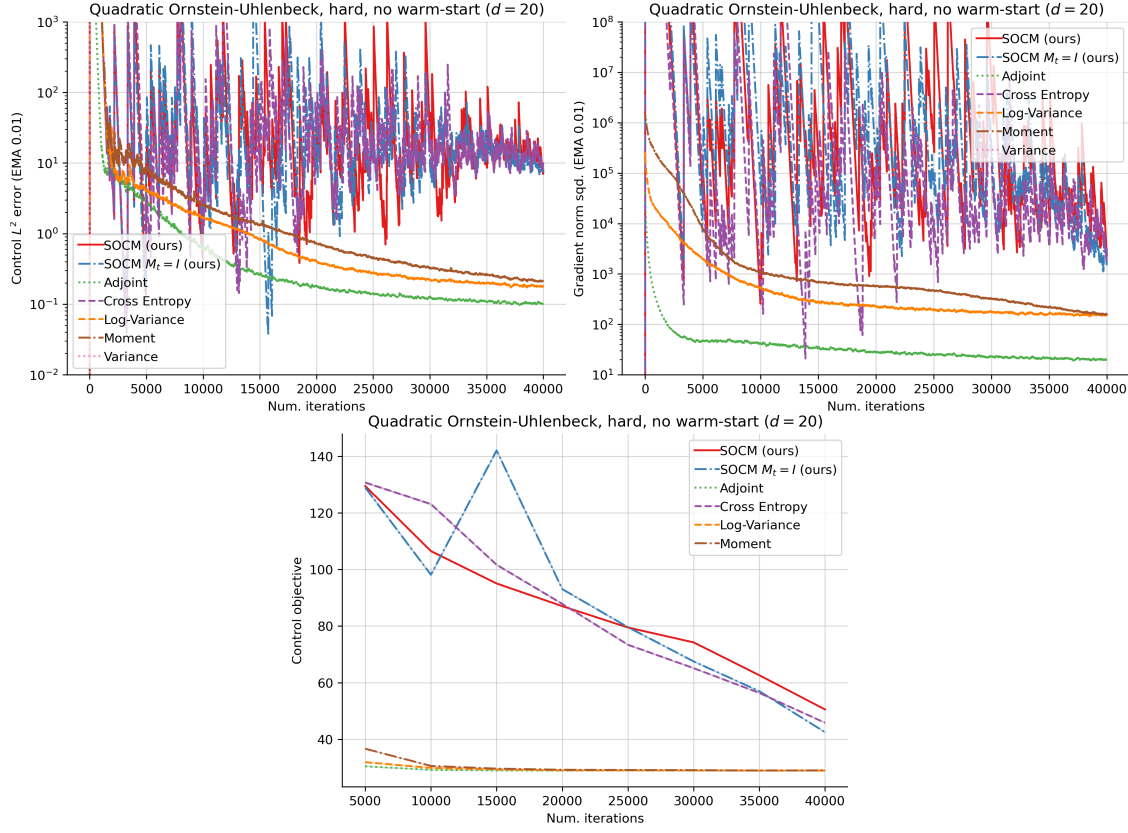 Quadratic Ornstein-Uhlenbeck, hard, no warm-start (d = 20)
Control L² error (EMA 0.01)
10³
10²
10¹
10⁰
10⁻¹
10⁻²
SOCM (ours)
SOCM Mₜ = I (ours)
Adjoint
Cross Entropy
Log-Variance
Moment
Variance
0 5000 10000 15000 20000 25000 30000 35000 40000
Num. iterations
Quadratic Ornstein-Uhlenbeck, hard, no warm-start (d = 20)
Gradient norm sqd. (EMA 0.01)
10⁸
10⁷
10⁶
10⁵
10⁴
10³
10²
10¹
SOCM (ours)
SOCM Mₜ = I (ours)
Adjoint
Cross Entropy
Log-Variance
Moment
Variance
0 5000 10000 15000 20000 25000 30000 35000 40000
Num. iterations
Quadratic Ornstein-Uhlenbeck, hard, no warm-start (d = 20)
Control objective
140
120
100
80
60
40
SOCM (ours)
SOCM Mₜ = I (ours)
Adjoint
Cross Entropy
Log-Variance
Moment
5000 10000 15000 20000 25000 30000 35000 40000
Num. iterations